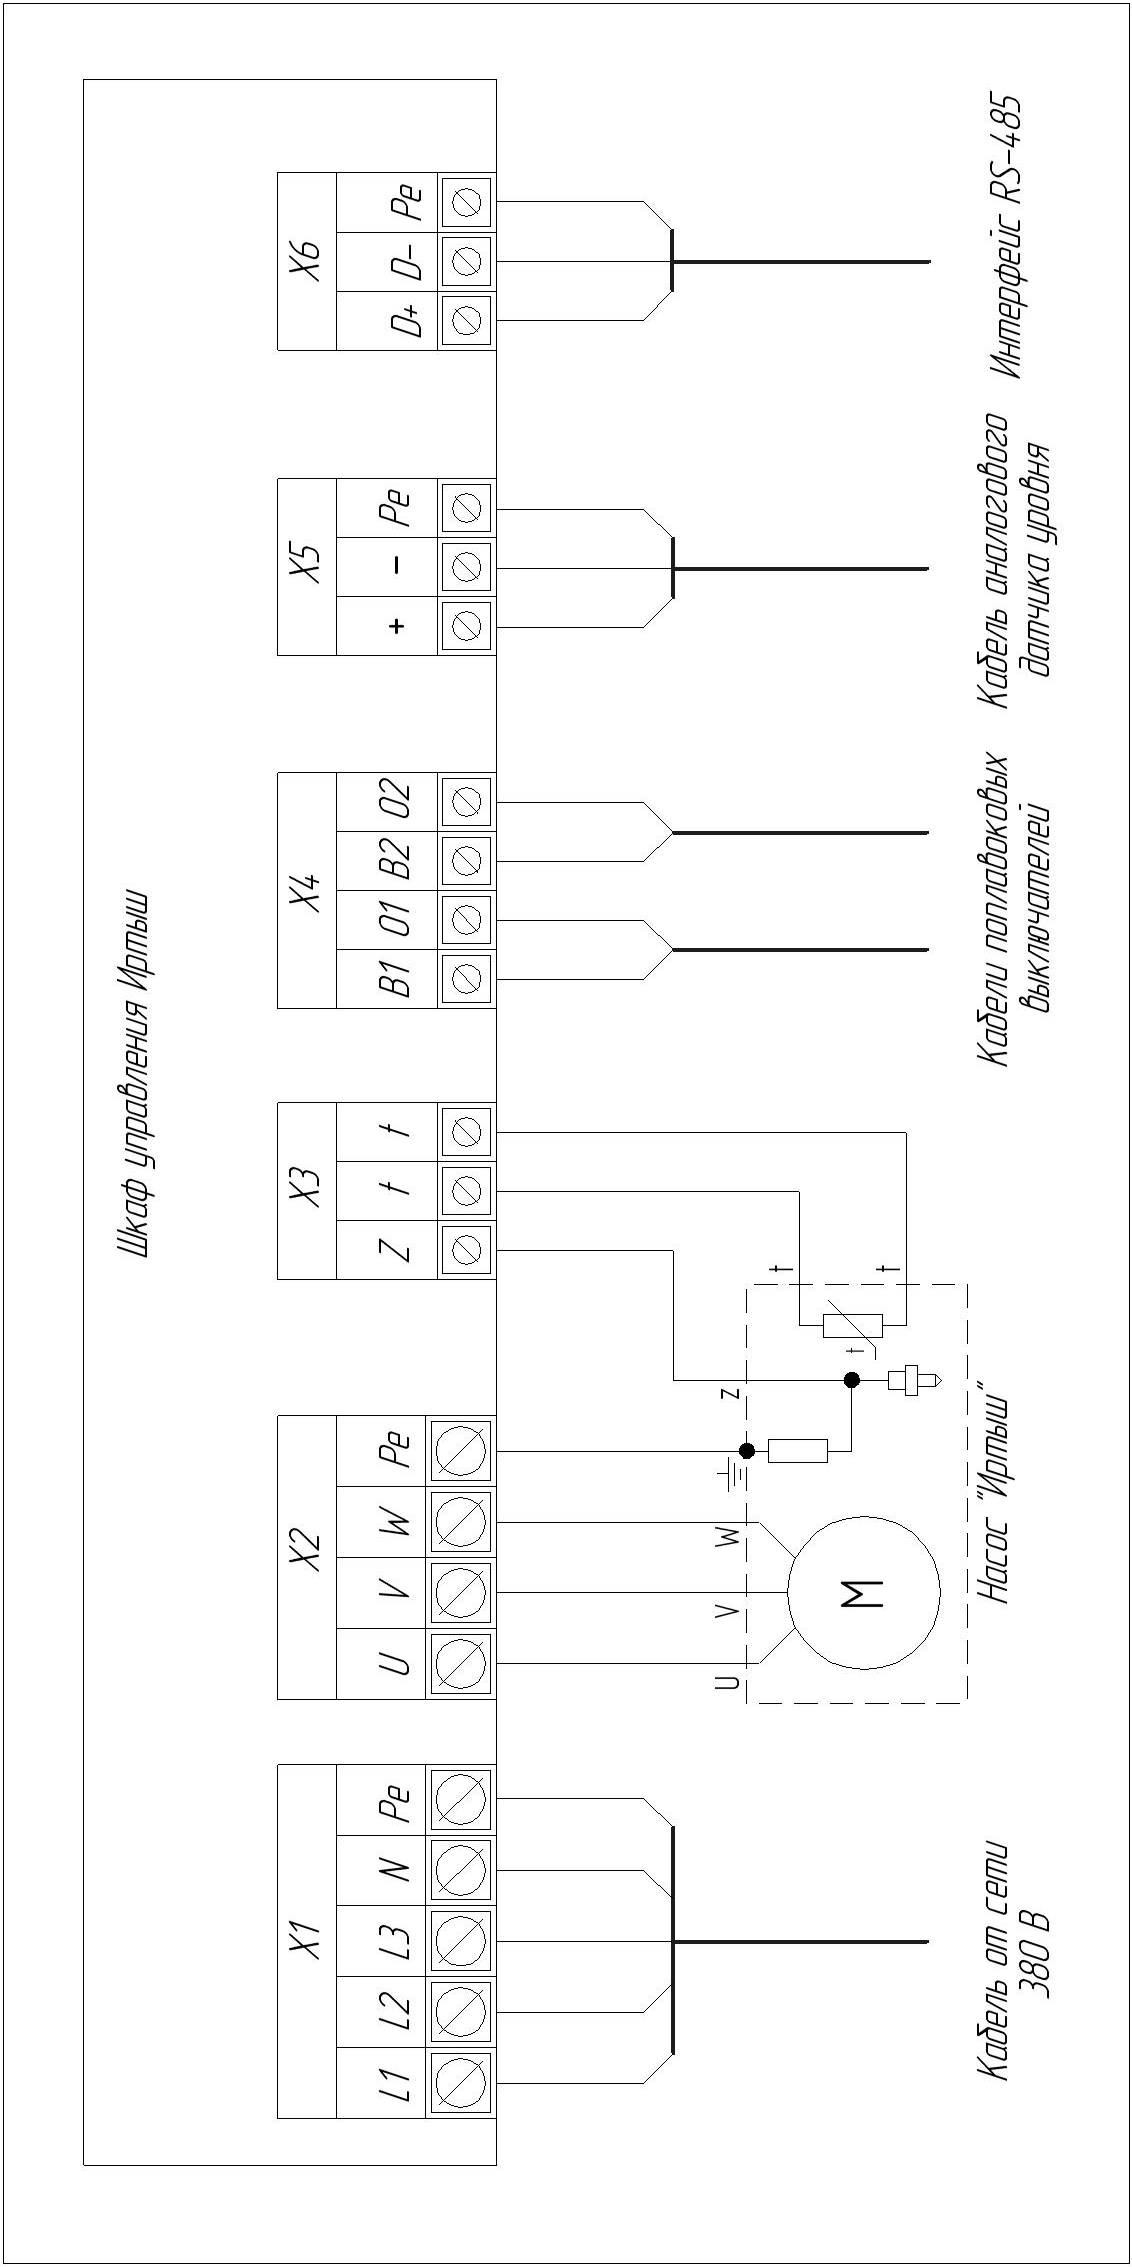 Шкаф управления Иртыш
X1
L1 L2 L3 N Pe
X2
U V W Pe
X3
Z t t
X4
B1 O1 B2 O2
X5
+ − Pe
X6
D+ D− Pe
U V W
Z
t
t
t
M
Кабель от сети
380 В
Насос "Иртыш"
Кабели поплавоковых
выключателей
Кабель аналогового
датчика уровня
Интерфейс RS-485